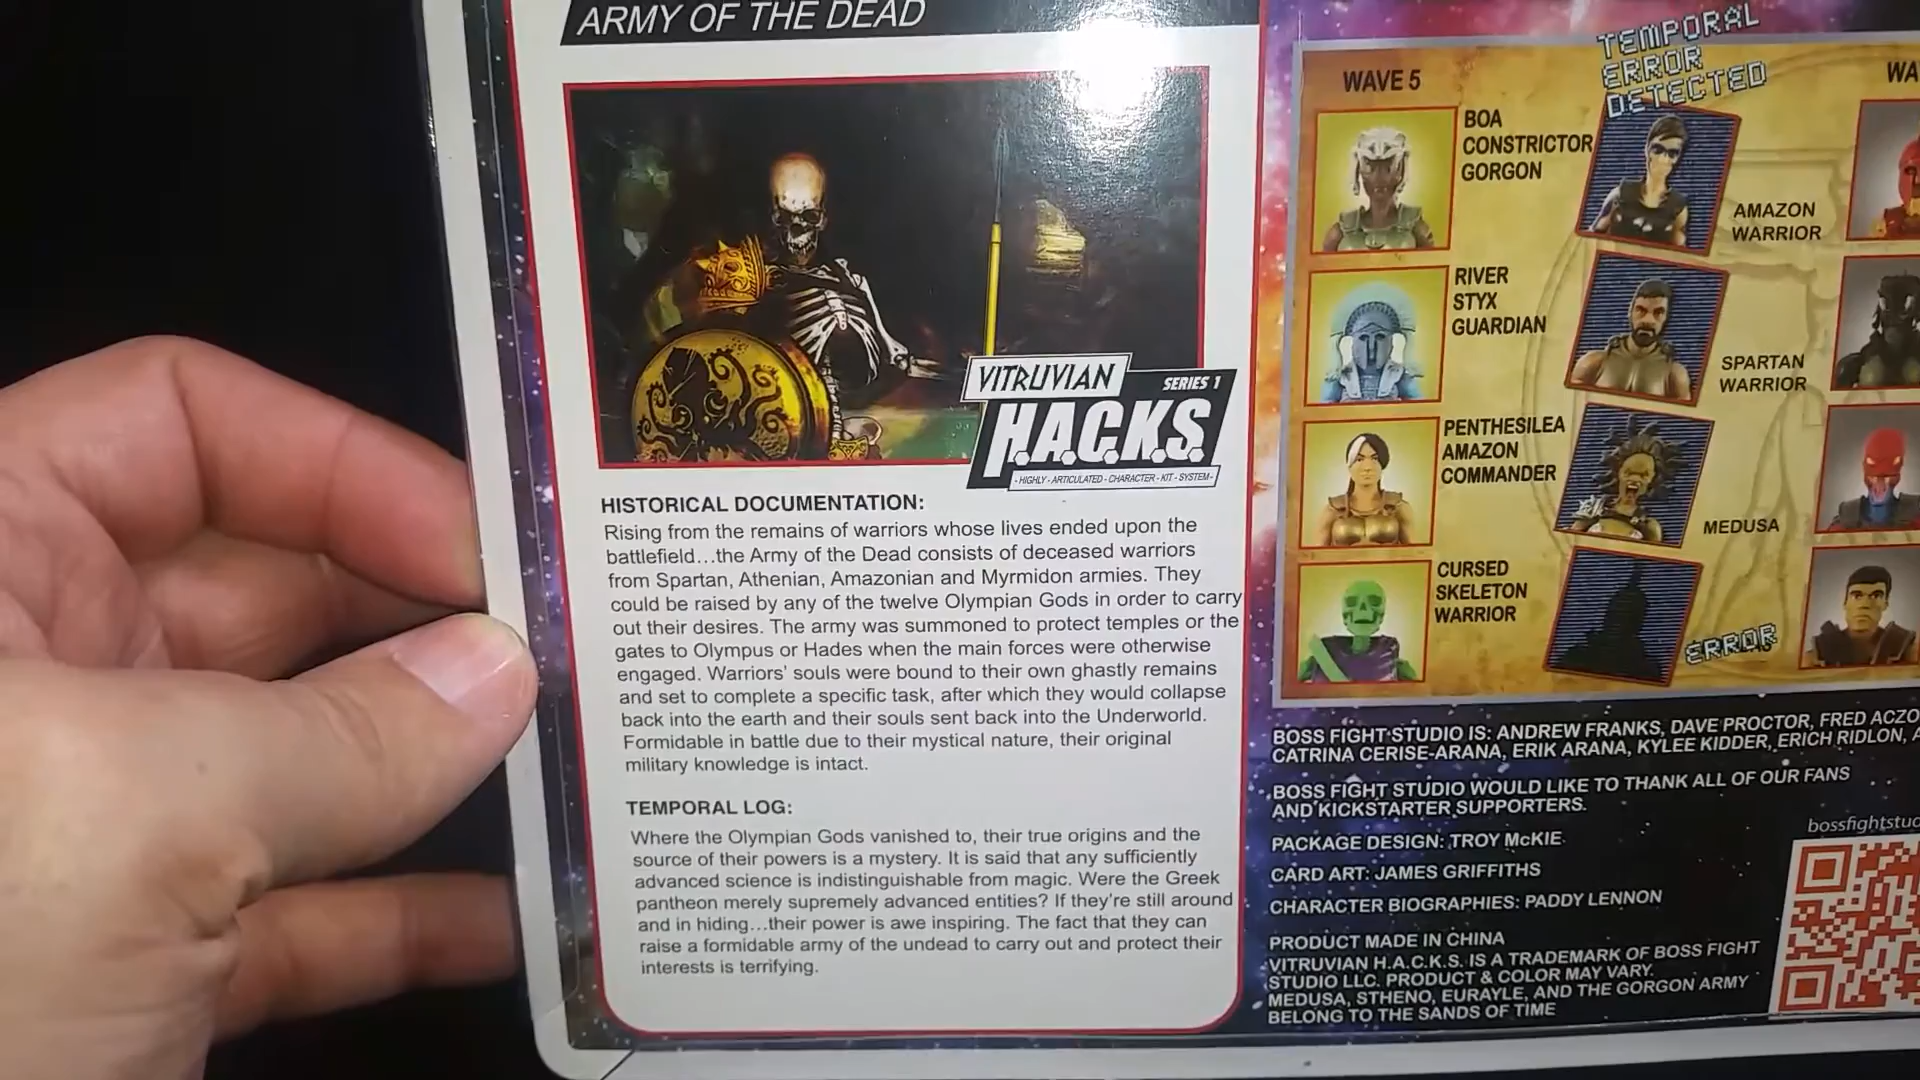 ARMY OF THE DEAD
VITRUVIAN
SERIES 1
H.A.C.K.S.
- HIGHLY - ARTICULATED - CHARACTER - KIT - SYSTEM -
HISTORICAL DOCUMENTATION:
Rising from the remains of warriors whose lives ended upon the
battlefield...the Army of the Dead consists of deceased warriors
from Spartan, Athenian, Amazonian and Myrmidon armies. They
could be raised by any of the twelve Olympian Gods in order to carry
out their desires. The army was summoned to protect temples or the
gates to Olympus or Hades when the main forces were otherwise
engaged. Warriors' souls were bound to their own ghastly remains
and set to complete a specific task, after which they would collapse
back into the earth and their souls sent back into the Underworld.
Formidable in battle due to their mystical nature, their original
military knowledge is intact.
TEMPORAL LOG:
Where the Olympian Gods vanished to, their true origins and the
source of their powers is a mystery. It is said that any sufficiently
advanced science is indistinguishable from magic. Were the Greek
pantheon merely supremely advanced entities? If they're still around
and in hiding...their power is awe inspiring. The fact that they can
raise a formidable army of the undead to carry out and protect their
interests is terrifying.
TEMPORAL
ERROR
DETECTED
WAVE 5
WA
BOA
CONSTRICTOR
GORGON
AMAZON
WARRIOR
RIVER
STYX
GUARDIAN
SPARTAN
WARRIOR
PENTHESILEA
AMAZON
COMMANDER
MEDUSA
CURSED
SKELETON
WARRIOR
ERROR
BOSS FIGHT STUDIO IS: ANDREW FRANKS, DAVE PROCTOR, FRED ACZO
CATRINA CERISE-ARANA, ERIK ARANA, KYLEE KIDDER, ERICH RIDLON, A
BOSS FIGHT STUDIO WOULD LIKE TO THANK ALL OF OUR FANS
AND KICKSTARTER SUPPORTERS.
bossfightstud
PACKAGE DESIGN: TROY McKIE
CARD ART: JAMES GRIFFITHS
CHARACTER BIOGRAPHIES: PADDY LENNON
PRODUCT MADE IN CHINA
VITRUVIAN H.A.C.K.S. IS A TRADEMARK OF BOSS FIGHT
STUDIO LLC. PRODUCT & COLOR MAY VARY.
MEDUSA, STHENO, EURAYLE, AND THE GORGON ARMY
BELONG TO THE SANDS OF TIME